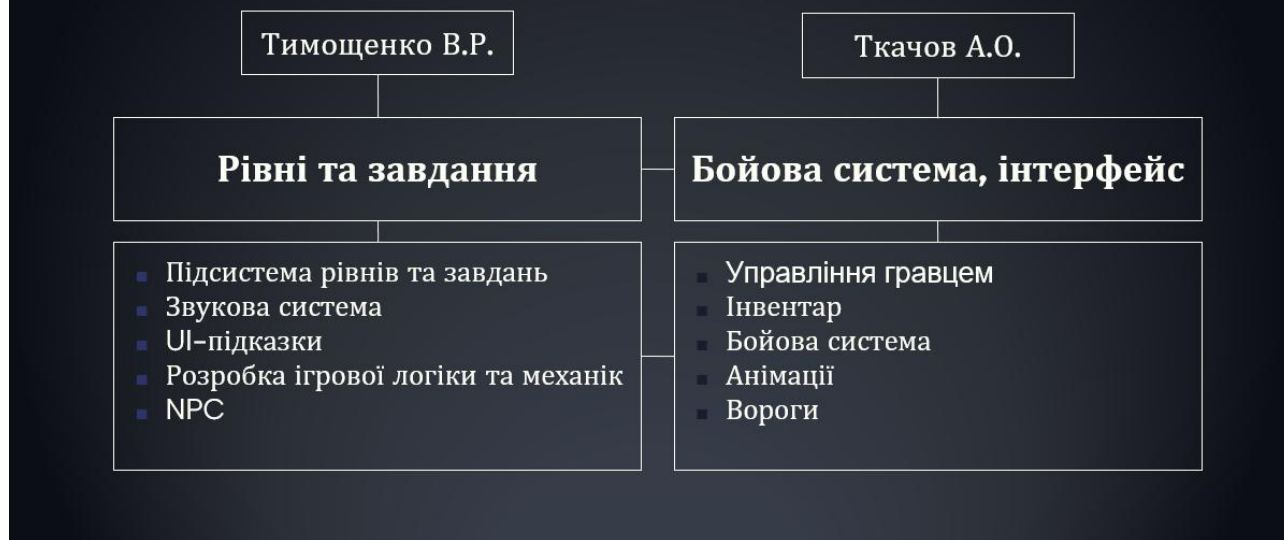 Тимощенко В.Р.
Ткачов А.О.
Рівні та завдання
Бойова система, інтерфейс
Підсистема рівнів та завдань
Звукова система
UI-підказки
Розробка ігрової логіки та механік
NPC
Управління гравцем
Інвентар
Бойова система
Анімації
Вороги